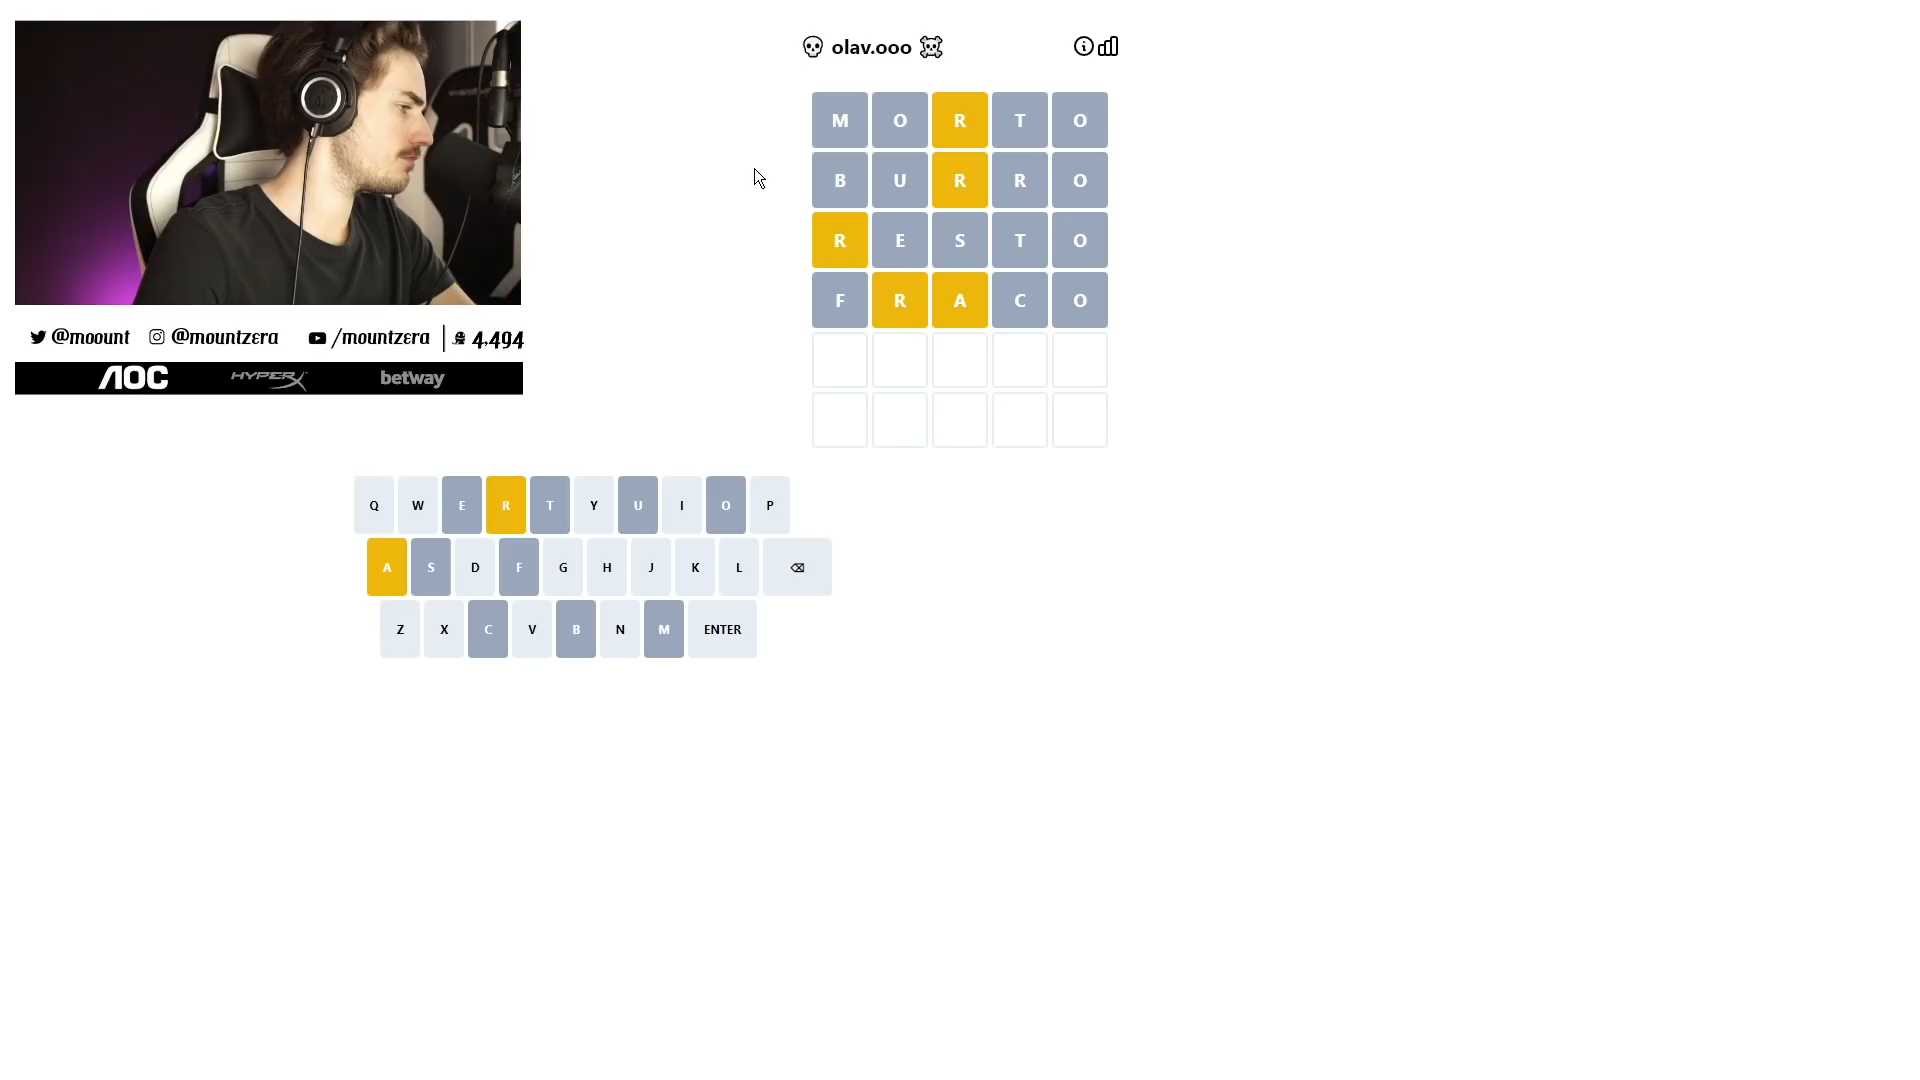 olav.ooo
M O R T O
B U R R O
R E S T O
F R A C O
@moount @mountzera /mountzera | 4.494
AOC HYPERX betway
Q W E R T Y U I O P
A S D F G H J K L
Z X C V B N M ENTER